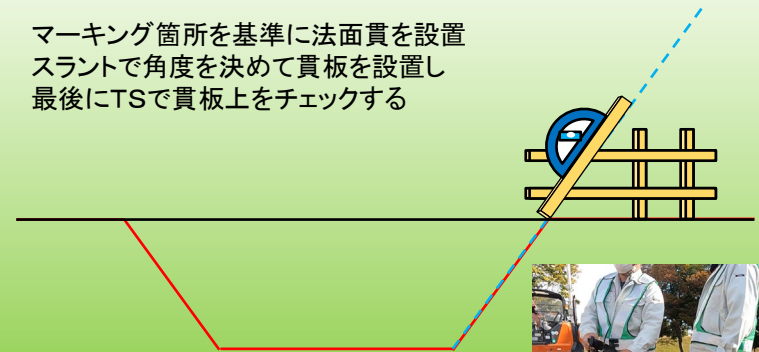 マーキング箇所を基準に法面貫を設置
スラントで角度を決めて貫板を設置し
最後にTSで貫板上をチェックする